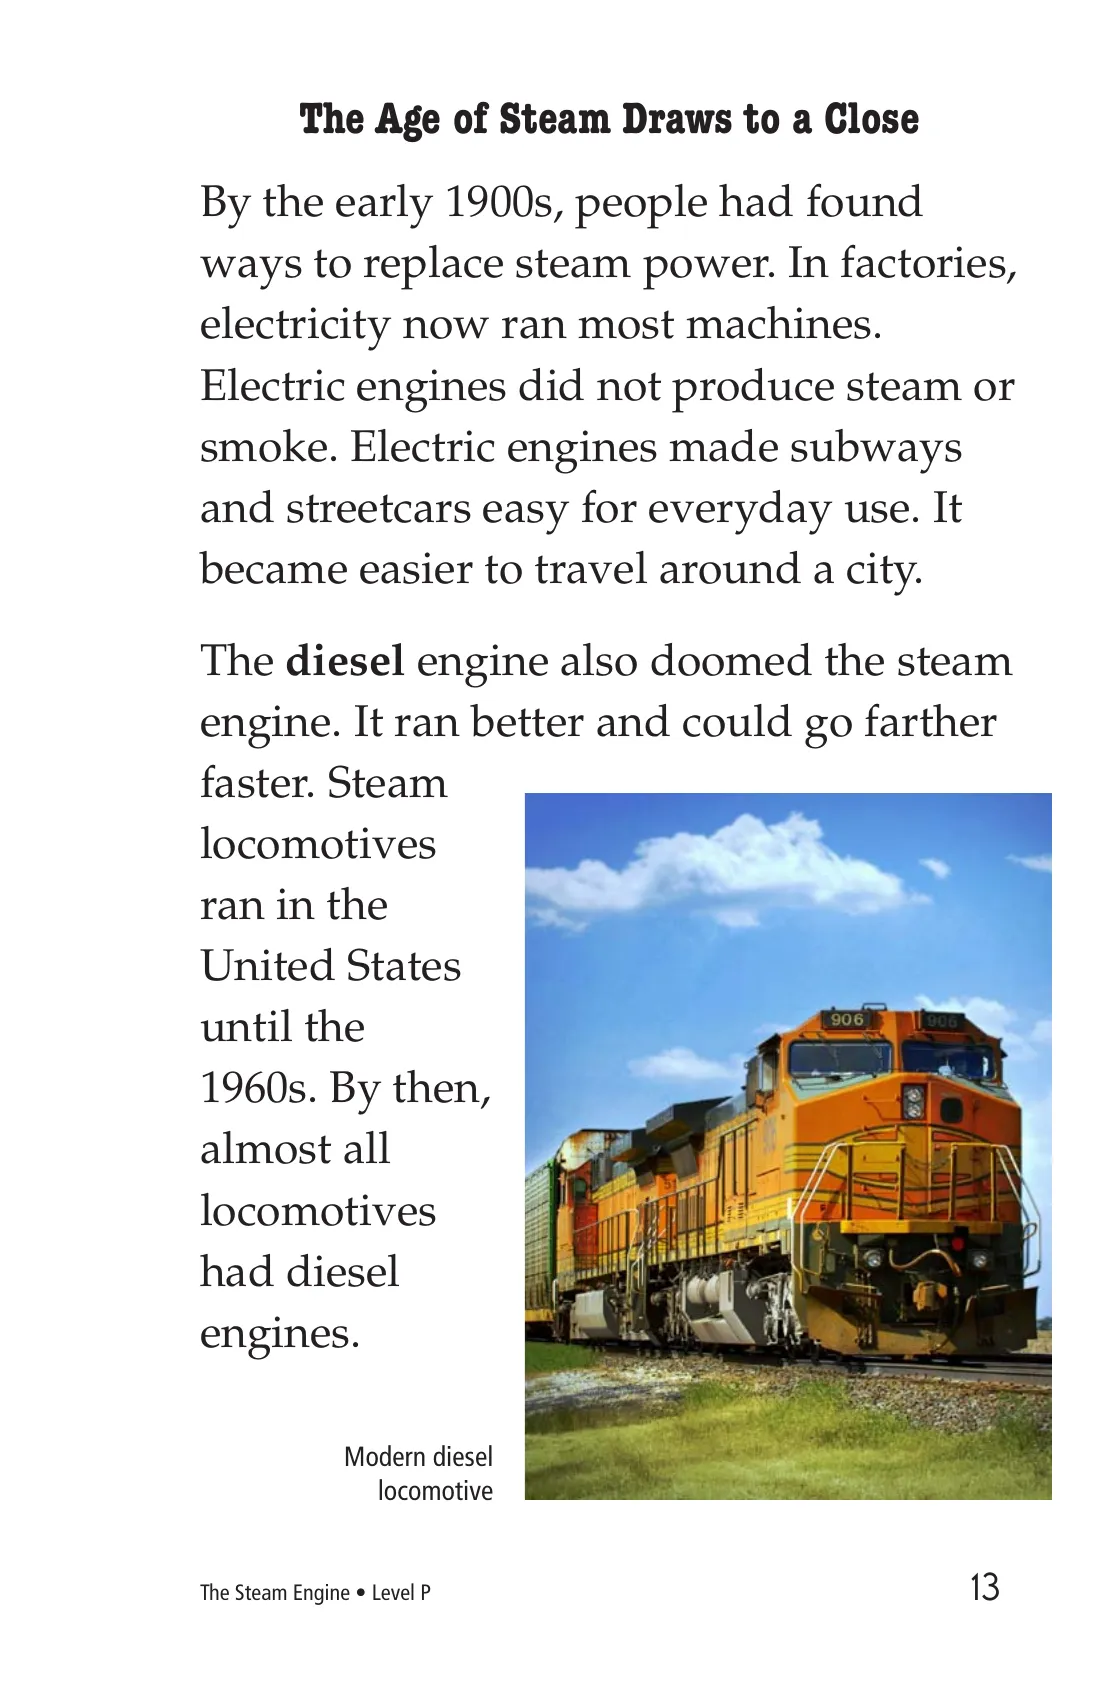 The Age of Steam Draws to a Close
By the early 1900s, people had found
ways to replace steam power. In factories,
electricity now ran most machines.
Electric engines did not produce steam or
smoke. Electric engines made subways
and streetcars easy for everyday use. It
became easier to travel around a city.
The diesel engine also doomed the steam
engine. It ran better and could go farther
faster. Steam
locomotives
ran in the
United States
until the
1960s. By then,
almost all
locomotives
had diesel
engines.
906
906
Modern diesel
locomotive
The Steam Engine • Level P
13